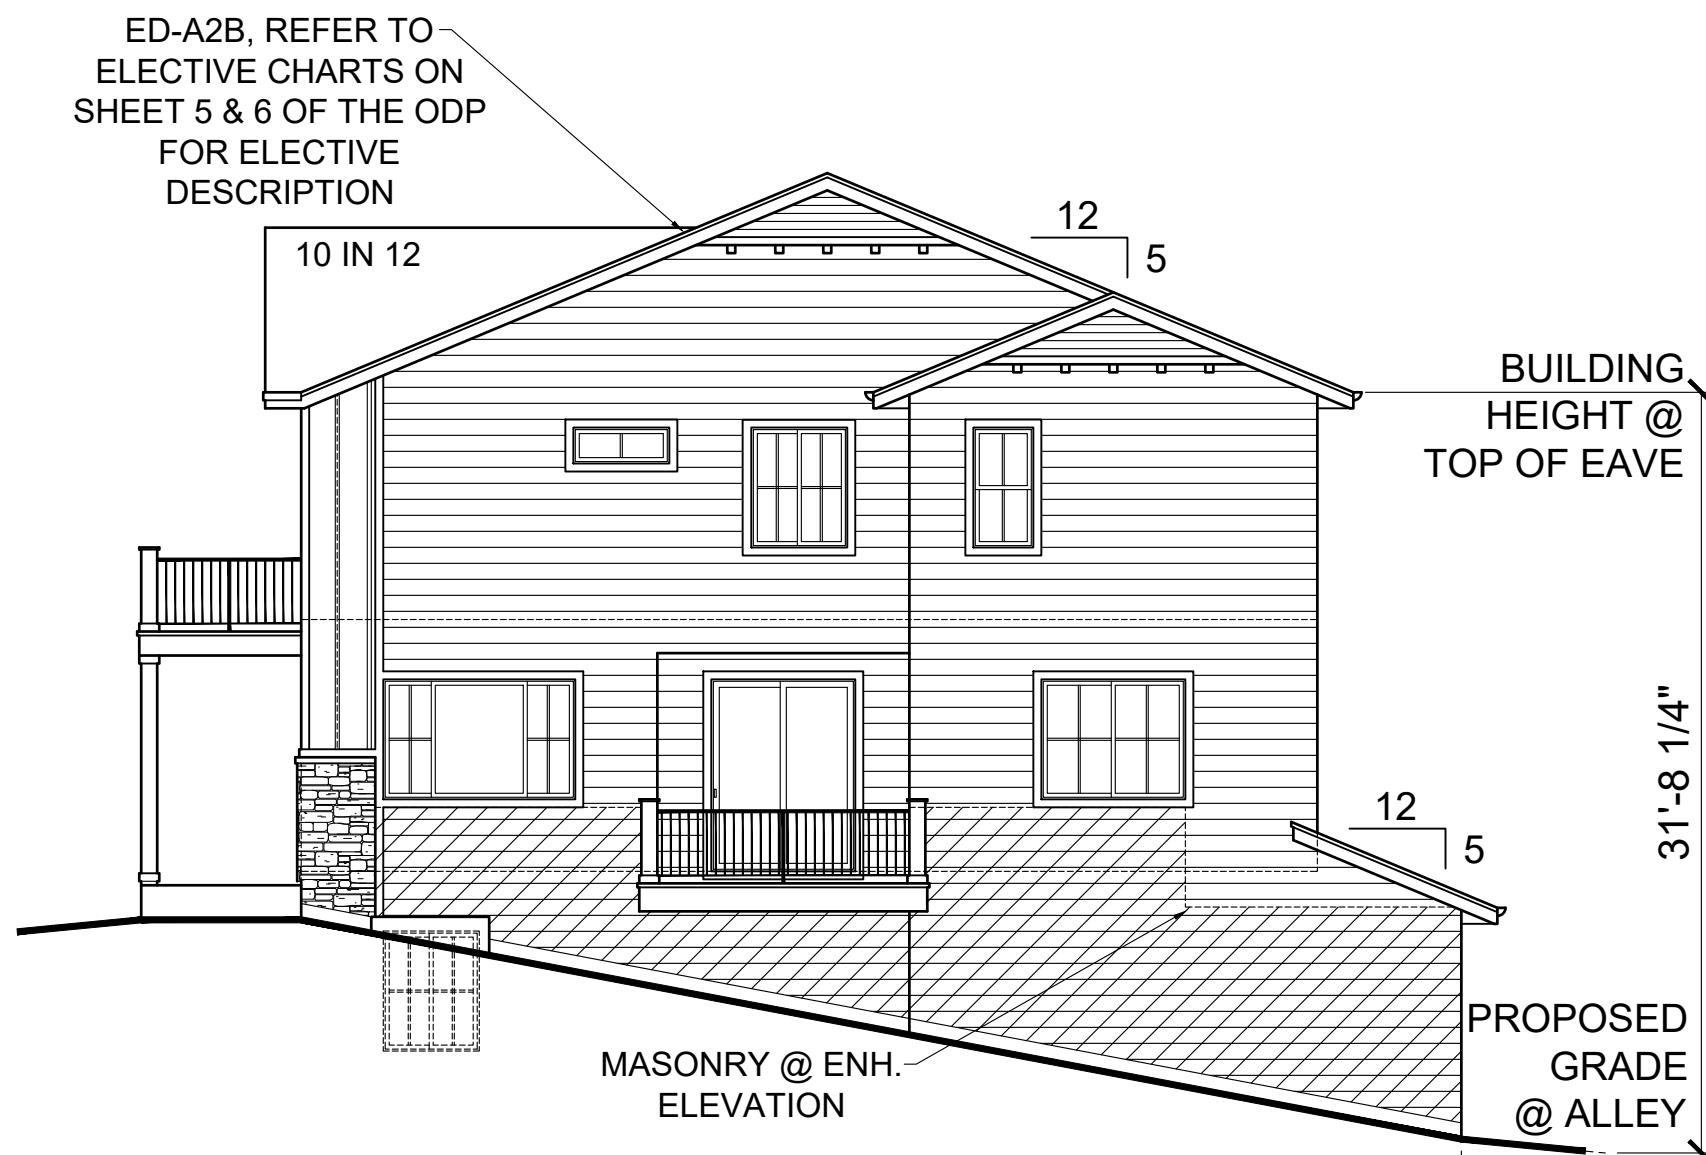 ED-A2B, REFER TO
ELECTIVE CHARTS ON
SHEET 5 & 6 OF THE ODP
FOR ELECTIVE
DESCRIPTION
10 IN 12
12
5
BUILDING
HEIGHT @
TOP OF EAVE
31'-8 1/4"
12
5
MASONRY @ ENH.
ELEVATION
PROPOSED
GRADE
@ ALLEY